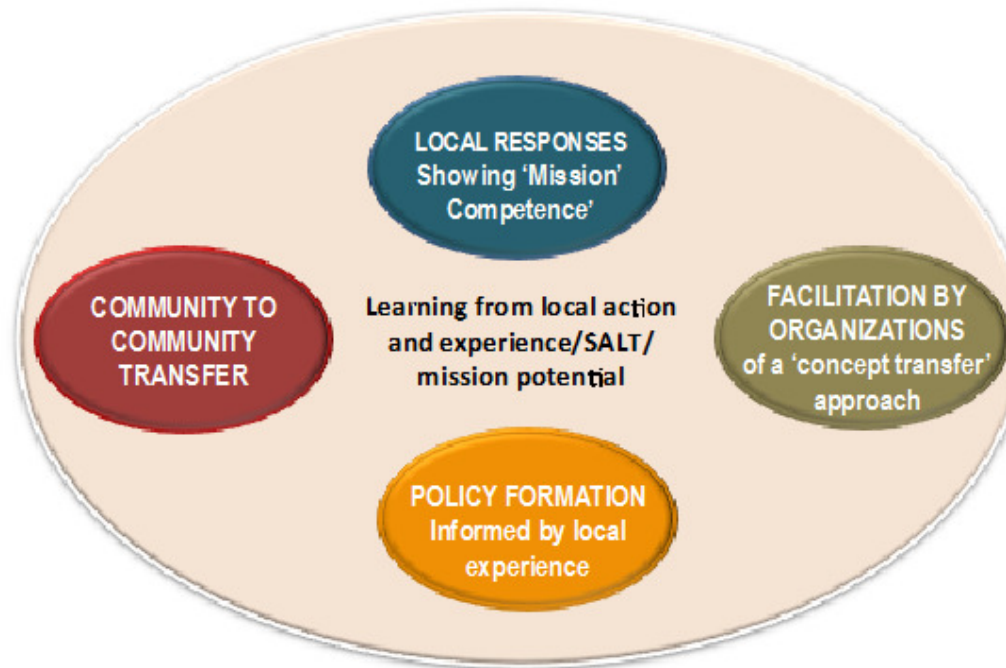 LOCAL RESPONSES
Showing ‘Mission’
Competence’
COMMUNITY TO
COMMUNITY
TRANSFER
Learning from local action
and experience/SALT/
mission potential
FACILITATION BY
ORGANIZATIONS
of a ‘concept transfer’
approach
POLICY FORMATION
Informed by local
experience